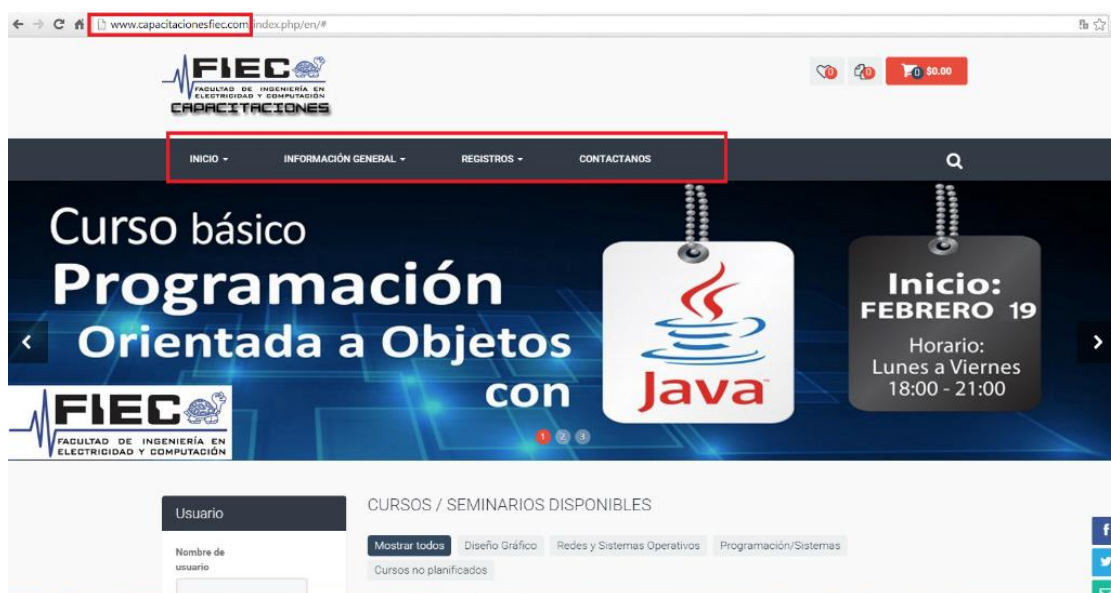 www.capacitacionesfiec.com/index.php/en/#
FIEC
FACULTAD DE INGENIERÍA EN
ELECTRICIDAD Y COMPUTACIÓN
CAPACITACIONES
0
0
0 $0.00
INICIO
INFORMACIÓN GENERAL
REGISTROS
CONTACTANOS
Curso básico
Programación
Orientada a Objetos
con
Java
Inicio:
FEBRERO 19
Horario:
Lunes a Viernes
18:00 - 21:00
FIEC
FACULTAD DE INGENIERÍA EN
ELECTRICIDAD Y COMPUTACIÓN
1 2 3
Usuario
Nombre de
usuario
CURSOS / SEMINARIOS DISPONIBLES
Mostrar todos
Diseño Gráfico
Redes y Sistemas Operativos
Programación/Sistemas
Cursos no planificados